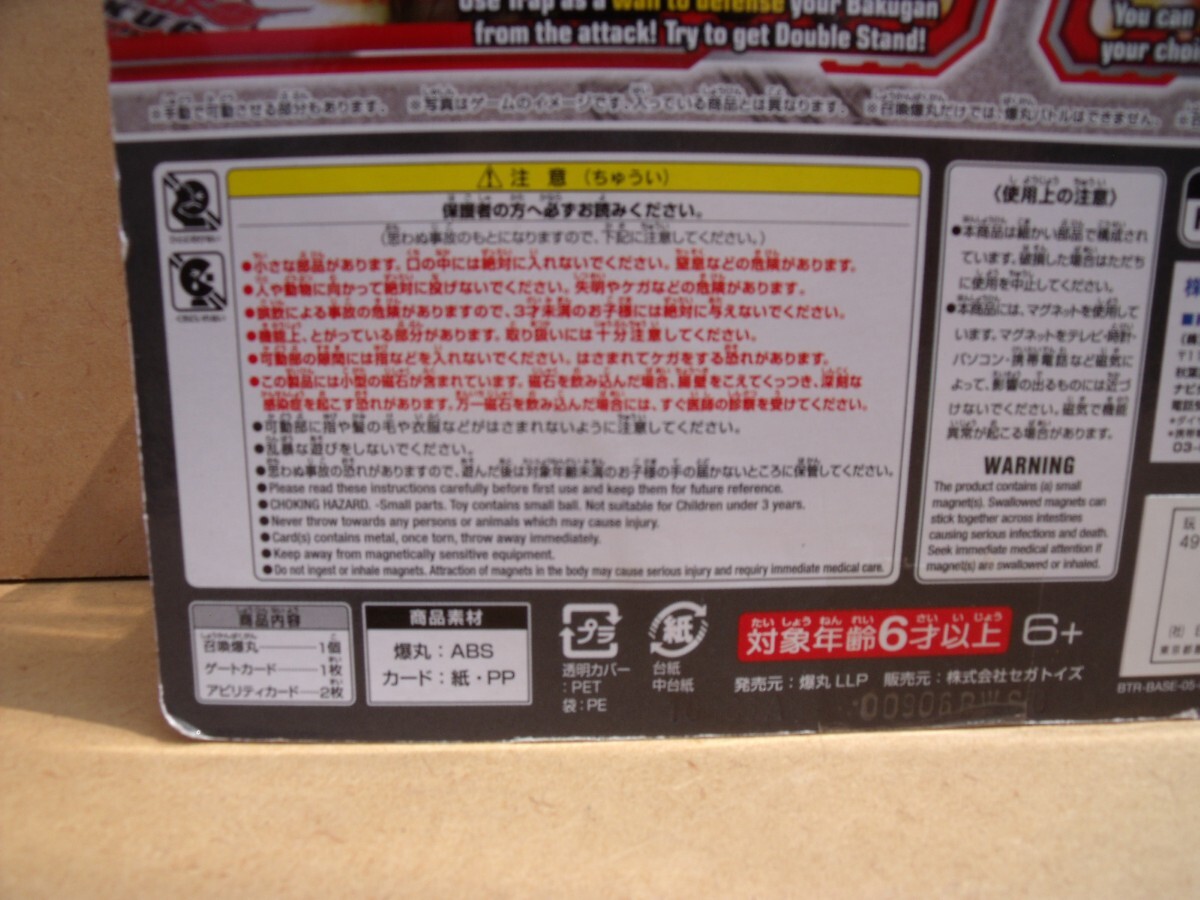 Use Trap as a wall to defense your Bakugan
from the attack! Try to get Double Stand!
You can
your choi
※手動で可動させる部分もあります。 ※写真はゲームのイメージです。入っている商品とは異なります。 ※召喚爆丸だけでは、爆丸バトルはできません。
注意（ちゅうい）
保護者の方へ必ずお読みください。
（思わぬ事故のもとになりますので、下記に注意してください。）
●小さな部品があります。口の中には絶対に入れないでください。窒息などの危険があります。
●人や動物に向かって絶対に投げないでください。失明やケガなどの危険があります。
●誤飲による事故の危険がありますので、3才未満のお子様には絶対に与えないでください。
●機能上、とがっている部分があります。取り扱いには十分注意してください。
●可動部の隙間には指などを入れないでください。はさまれてケガをする恐れがあります。
●この製品には小型の磁石が含まれています。磁石を飲み込んだ場合、腸壁をこえてくっつき、深刻な
感染症を起こす恐れがあります。万一磁石を飲み込んだ場合には、すぐ医師の診察を受けてください。
●可動部に指や髪の毛や衣服などがはさまれないように注意してください。
●乱暴な遊びをしないでください。
●思わぬ事故の恐れがありますので、遊んだ後は対象年齢未満のお子様の手の届かないところに保管してください。
●Please read these instructions carefully before first use and keep them for future reference.
●CHOKING HAZARD. -Small parts. Toy contains small ball. Not suitable for Children under 3 years.
●Never throw towards any persons or animals which may cause injury.
●Card(s) contains metal, once torn, throw away immediately.
●Keep away from magnetically sensitive equipment.
●Do not ingest or inhale magnets. Attraction of magnets in the body may cause serious injury and requiry immediate medical care.
〈使用上の注意〉
●本商品は細かい部品で構成され
ています。破損した場合はただち
に使用を中止してください。
●本商品には、マグネットを使用して
います。マグネットをテレビ・時計・
パソコン・携帯電話など磁気に
よって、影響の出るものには近づ
けないでください。磁気で機能
異常が起こる場合があります。
WARNING
The product contains (a) small
magnet(s). Swallowed magnets can
stick together across intestines
causing serious infections and death.
Seek immediate medical attention if
magnet(s) are swallowed or inhaled.
株
〒1
秋葉
ナビ
電話
03-
49
東京都
商品内容
召喚爆丸 1個
ゲートカード 1枚
アビリティカード 2枚
商品素材
爆丸：ABS
カード：紙・PP
プラ
透明カバー
：PET
袋：PE
紙
台紙
中台紙
たいしょうねんれい さいいじょう
対象年齢6才以上 6+
発売元：爆丸LLP 販売元：株式会社セガトイズ
BTR-BASE-05